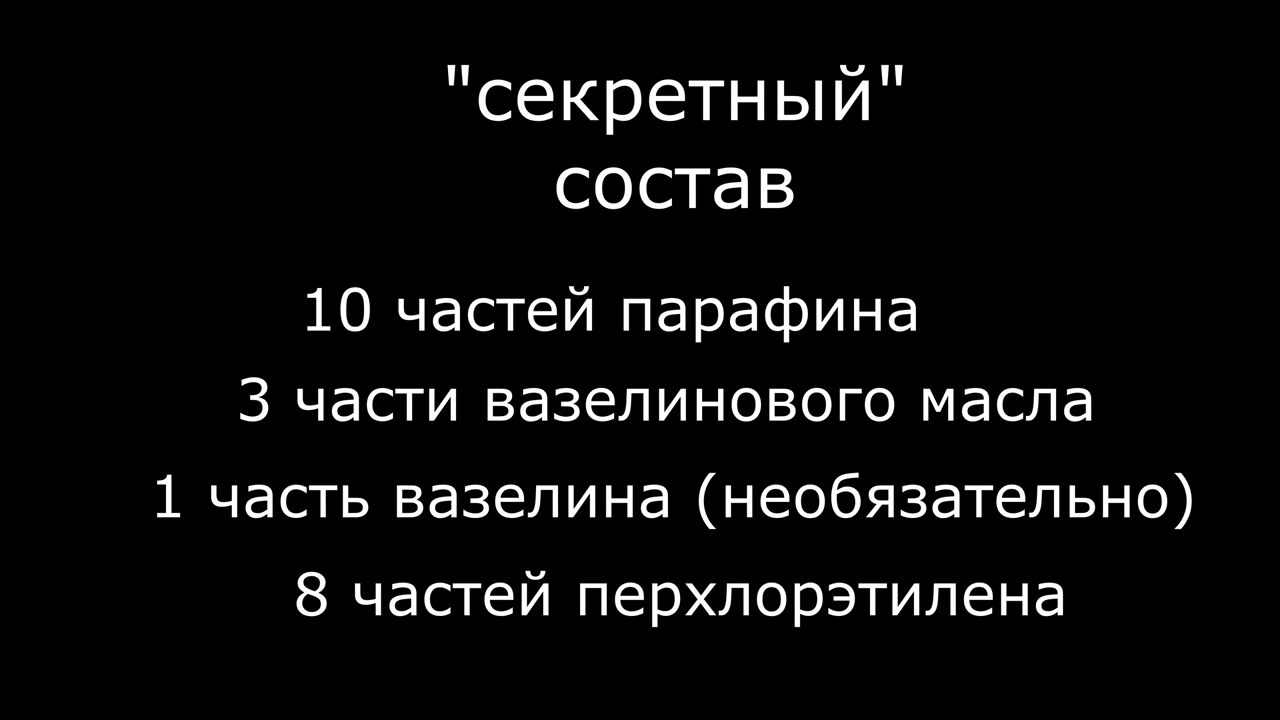 "секретный"
состав
10 частей парафина
3 части вазелинового масла
1 часть вазелина (необязательно)
8 частей перхлорэтилена